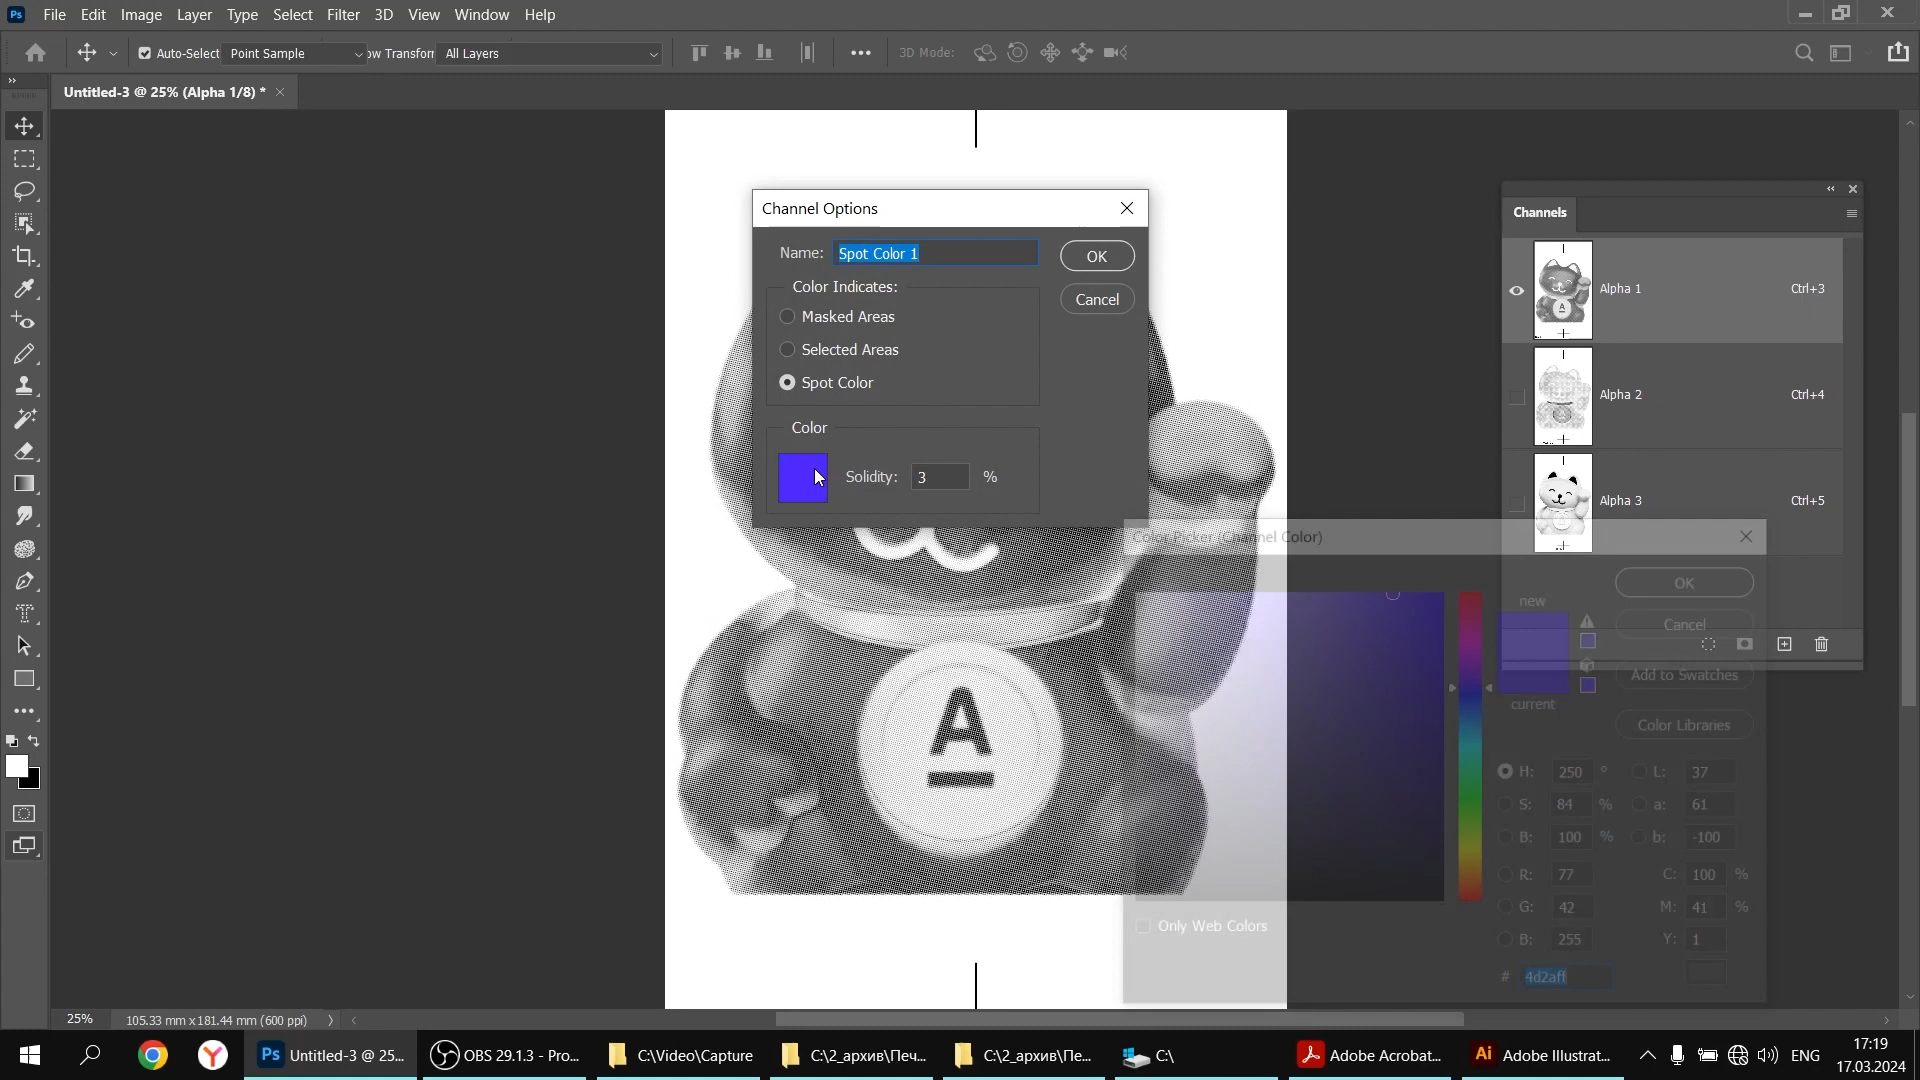 Ps File Edit Image Layer Type Select Filter 3D View Window Help
Auto-Select Point Sample ow Transforr All Layers 3D Mode:
Untitled-3 @ 25% (Alpha 1/8) *
Channel Options
Name: Spot Color 1
OK
Color Indicates:
Cancel
Masked Areas
Selected Areas
Spot Color
Color
Solidity: 3 %
Channels
Alpha 1 Ctrl+3
Alpha 2 Ctrl+4
Alpha 3 Ctrl+5
Color Picker (Channel Color)
OK
new
Cancel
Add to Swatches
current
Color Libraries
H: 250 ° L: 37
S: 84 % a: 61
B: 100 % b: -100
R: 77 C: 100 %
G: 42 M: 41 %
B: 255 Y: 1
# 4d2aff
Only Web Colors
A
25% 105.33 mm x 181.44 mm (600 ppi)
Ps Untitled-3 @ 25... OBS 29.1.3 - Pro... C:\Video\Capture C:\2_архив\Печ... C:\2_архив\Пе... C:\ Adobe Acrobat... Ai Adobe Illustrat... ENG
17:19
17.03.2024